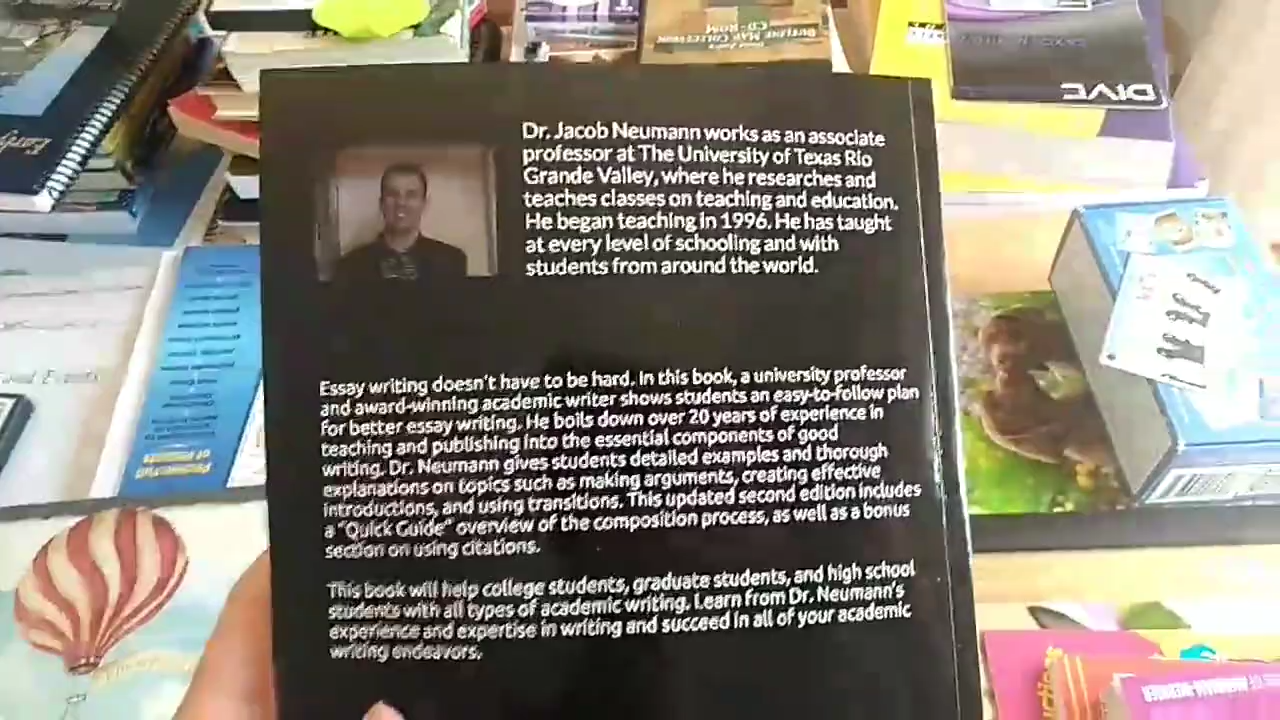 Dr. Jacob Neumann works as an associate
professor at The University of Texas Rio
Grande Valley, where he researches and
teaches classes on teaching and education.
He began teaching in 1996. He has taught
at every level of schooling and with
students from around the world.
Essay writing doesn't have to be hard. In this book, a university professor
and award-winning academic writer shows students an easy-to-follow plan
for better essay writing. He boils down over 20 years of experience in
teaching and publishing into the essential components of good
writing. Dr. Neumann gives students detailed examples and thorough
explanations on topics such as making arguments, creating effective
introductions, and using transitions. This updated second edition includes
a "Quick Guide" overview of the composition process, as well as a bonus
section on using citations.
This book will help college students, graduate students, and high school
students with all types of academic writing. Learn from Dr. Neumann's
experience and expertise in writing and succeed in all of your academic
writing endeavors.
OUTLINE MAP COLLECTION
CD-ROM
DIVE